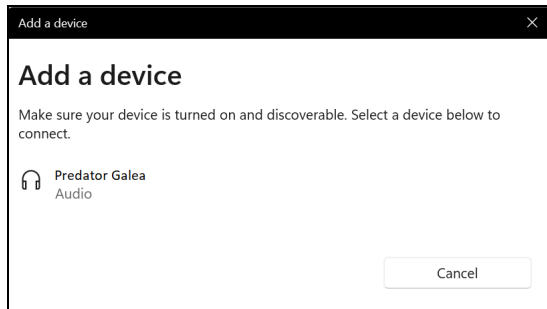 Add a device
Add a device
Make sure your device is turned on and discoverable. Select a device below to
connect.
Predator Galea
Audio
Cancel